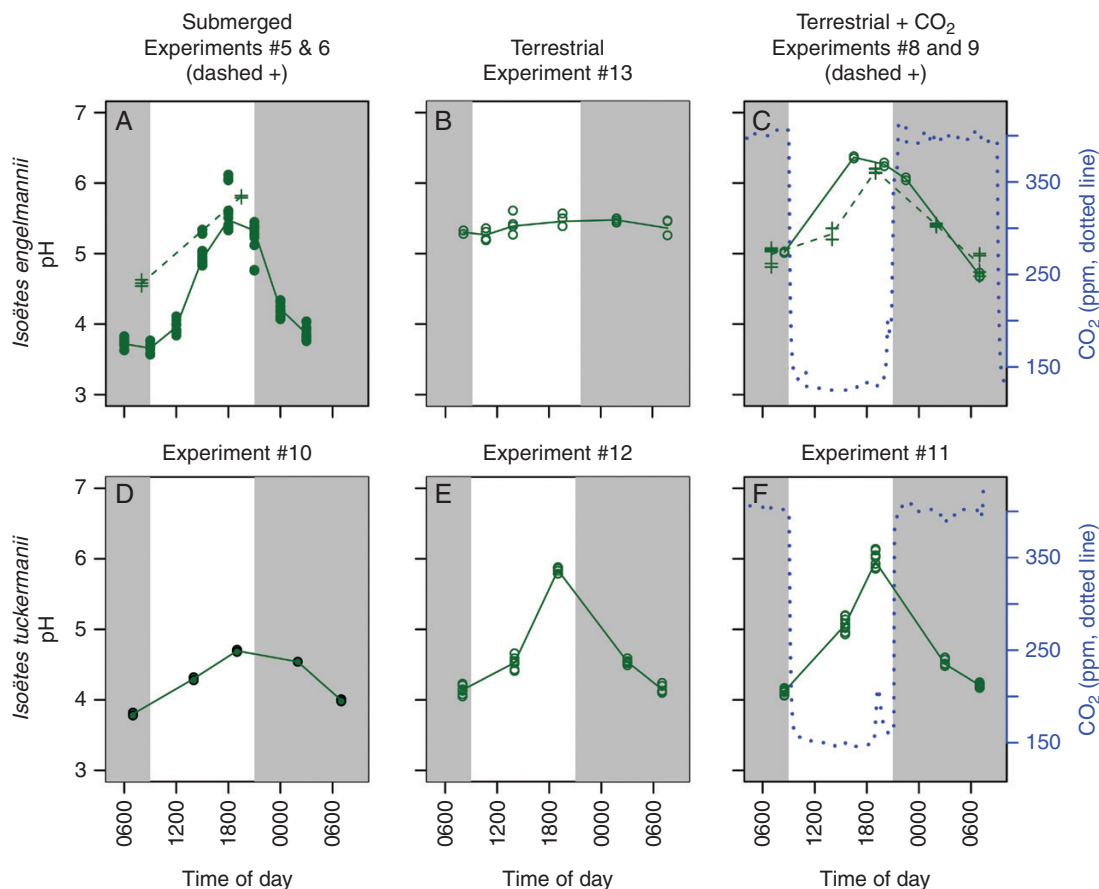 Submerged
Experiments #5 & 6
(dashed +)
Terrestrial
Experiment #13
Terrestrial + CO2
Experiments #8 and 9
(dashed +)
Isoëtes engelmannii
pH
7
6
5
4
3
A
B
C
350
250
150
CO2 (ppm, dotted line)
Experiment #10
Experiment #12
Experiment #11
Isoëtes tuckermanii
pH
7
6
5
4
3
D
E
F
350
250
150
CO2 (ppm, dotted line)
0600
1200
1800
0000
0600
0600
1200
1800
0000
0600
0600
1200
1800
0000
0600
Time of day
Time of day
Time of day